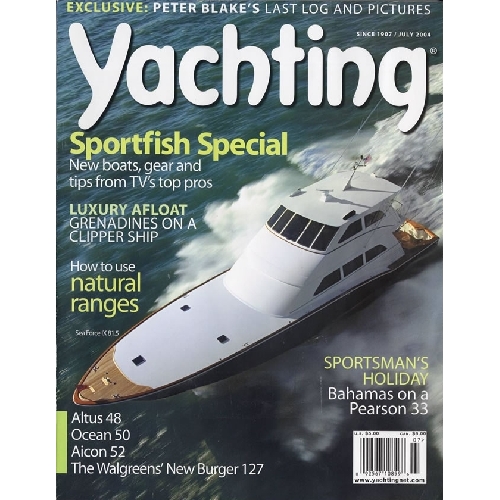 EXCLUSIVE: PETER BLAKE'S LAST LOG AND PICTURES
SINCE 1907 / JULY 2004
Yachting®
Sportfish Special
New boats, gear and
tips from TV's top pros
LUXURY AFLOAT
GRENADINES ON A
CLIPPER SHIP
How to use
natural
ranges
SeaForce IX 81.5
SPORTSMAN'S
HOLIDAY
Bahamas on a
Pearson 33
Altus 48
Ocean 50
Aicon 52
The Walgreens' New Burger 127
U.S. $5.00
CAN. $5.00
07
www.yachtingnet.com